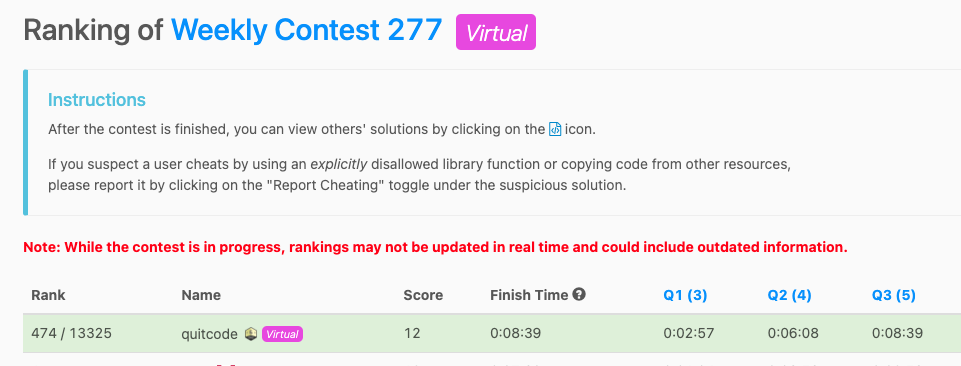 Ranking of Weekly Contest 277 Virtual
Instructions
After the contest is finished, you can view others' solutions by clicking on the icon.
If you suspect a user cheats by using an explicitly disallowed library function or copying code from other resources,
please report it by clicking on the "Report Cheating" toggle under the suspicious solution.
Note: While the contest is in progress, rankings may not be updated in real time and could include outdated information.
Rank Name Score Finish Time Q1 (3) Q2 (4) Q3 (5)
474 / 13325 quitcode Virtual 12 0:08:39 0:02:57 0:06:08 0:08:39